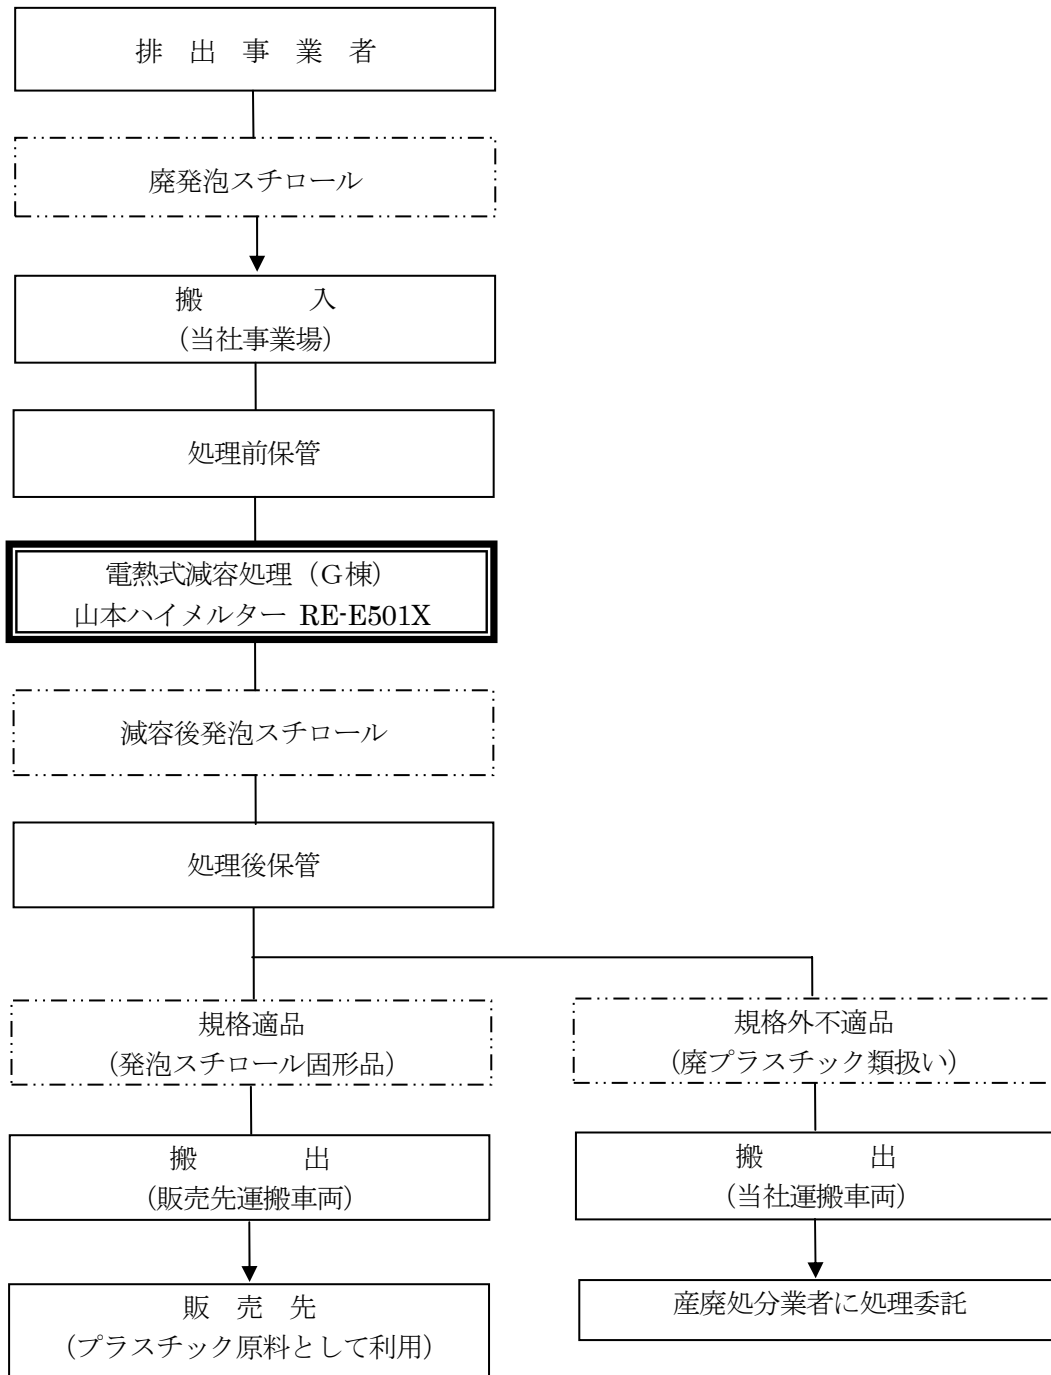 排　出　事　業　者
廃発泡スチロール
搬　　　　入
（当社事業場）
処理前保管
電熱式減容処理（Ｇ棟）
山本ハイメルター RE-E501X
減容後発泡スチロール
処理後保管
規格適品
（発泡スチロール固形品）
搬　　　　出
（販売先運搬車両）
販　売　先
（プラスチック原料として利用）
規格外不適品
（廃プラスチック類扱い）
搬　　　　出
（当社運搬車両）
産廃処分業者に処理委託